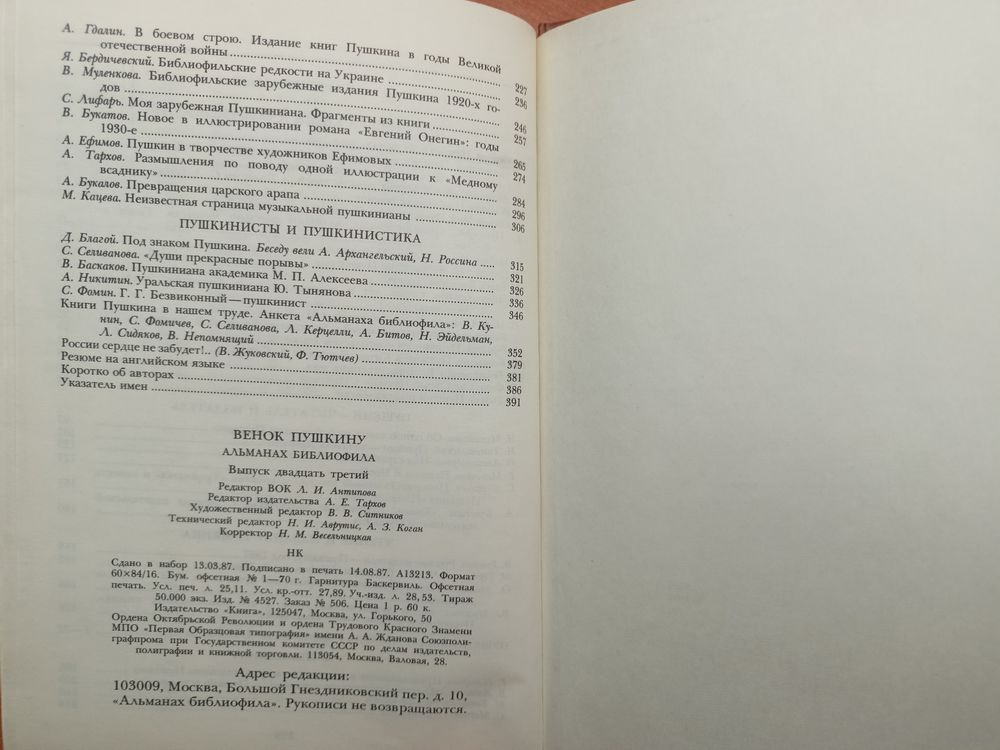 А. Гдалин. В боевом строю. Издание книг Пушкина в годы Великой
отечественной войны ........ 227
Я. Бердичевский. Библиофильские редкости на Украине ........ 236
В. Муленкова. Библиофильские зарубежные издания Пушкина 1920-х го-
дов ........ 246
С. Лифарь. Моя зарубежная Пушкиниана. Фрагменты из книги ........ 257
В. Букатов. Новое в иллюстрировании романа «Евгений Онегин»: годы
1930-е ........ 265
А. Ефимов. Пушкин в творчестве художников Ефимовых ........ 274
А. Тархов. Размышления по поводу одной иллюстрации к «Медному
всаднику» ........ 284
А. Букалов. Превращения царского арапа ........ 296
М. Кацева. Неизвестная страница музыкальной пушкинианы ........ 306
ПУШКИНИСТЫ И ПУШКИНИСТИКА
Д. Благой. Под знаком Пушкина. Беседу вели А. Архангельский, Н. Россина ..... 315
С. Селиванова. «Души прекрасные порывы» ........ 321
В. Баскаков. Пушкиниана академика М. П. Алексеева ........ 326
А. Никитин. Уральская пушкиниана Ю. Тынянова ........ 336
С. Фомин. Г. Г. Безвиконный — пушкинист ........ 346
Книги Пушкина в нашем труде. Анкета «Альманаха библиофила»: В. Ку-
нин, С. Фомичев, С. Селиванова, Л. Керцелли, А. Битов, Н. Эйдельман,
Л. Сидяков, В. Непомнящий ........ 352
России сердце не забудет!.. (В. Жуковский, Ф. Тютчев) ........ 379
Резюме на английском языке ........ 381
Коротко об авторах ........ 386
Указатель имен ........ 391
ВЕНОК ПУШКИНУ
АЛЬМАНАХ БИБЛИОФИЛА
Выпуск двадцать третий
Редактор ВОК Л. И. Антипова
Редактор издательства А. Е. Тархов
Художественный редактор В. В. Ситников
Технический редактор Н. И. Аврутис, А. З. Коган
Корректор Н. М. Весельницкая
НК
Сдано в набор 13.03.87. Подписано в печать 14.08.87. А13213. Формат
60×84/16. Бум. офсетная № 1—70 г. Гарнитура Баскервиль. Офсетная
печать. Усл. печ. л. 25,11. Усл. кр.-отт. 27,89. Уч.-изд. л. 28,53. Тираж
50.000 экз. Изд. № 4527. Заказ № 506. Цена 1 р. 60 к.
Издательство «Книга», 125047, Москва, ул. Горького, 50
Ордена Октябрьской Революции и ордена Трудового Красного Знамени
МПО «Первая Образцовая типография» имени А. А. Жданова Союзполи-
графпрома при Государственном комитете СССР по делам издательств,
полиграфии и книжной торговли. 113054, Москва, Валовая, 28.
Адрес редакции:
103009, Москва, Большой Гнездниковский пер. д. 10,
«Альманах библиофила». Рукописи не возвращаются.